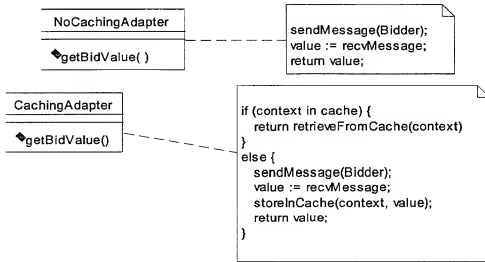 NoCachingAdapter
getBidValue( )
sendMessage(Bidder);
value := recvMessage;
return value;
CachingAdapter
getBidValue()
if (context in cache) {
return retrieveFromCache(context)
}
else {
sendMessage(Bidder);
value := recvMessage;
storeInCache(context, value);
return value;
}